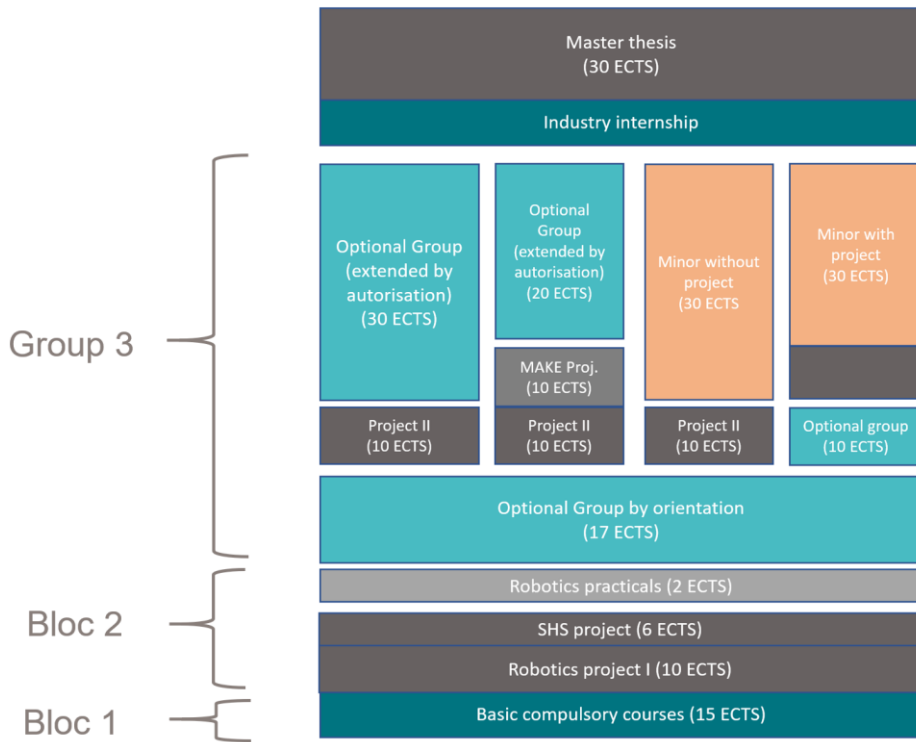 Master thesis
(30 ECTS)
Industry internship
Group 3
Optional Group
(extended by
autorisation)
(30 ECTS)
Optional
Group
(extended by
autorisation)
(20 ECTS)
MAKE Proj.
(10 ECTS)
Minor without
project
(30 ECTS
Minor with
project
(30 ECTS)
Project II
(10 ECTS)
Project II
(10 ECTS)
Project II
(10 ECTS)
Optional group
(10 ECTS)
Optional Group by orientation
(17 ECTS)
Bloc 2
Robotics practicals (2 ECTS)
SHS project (6 ECTS)
Robotics project I (10 ECTS)
Bloc 1
Basic compulsory courses (15 ECTS)